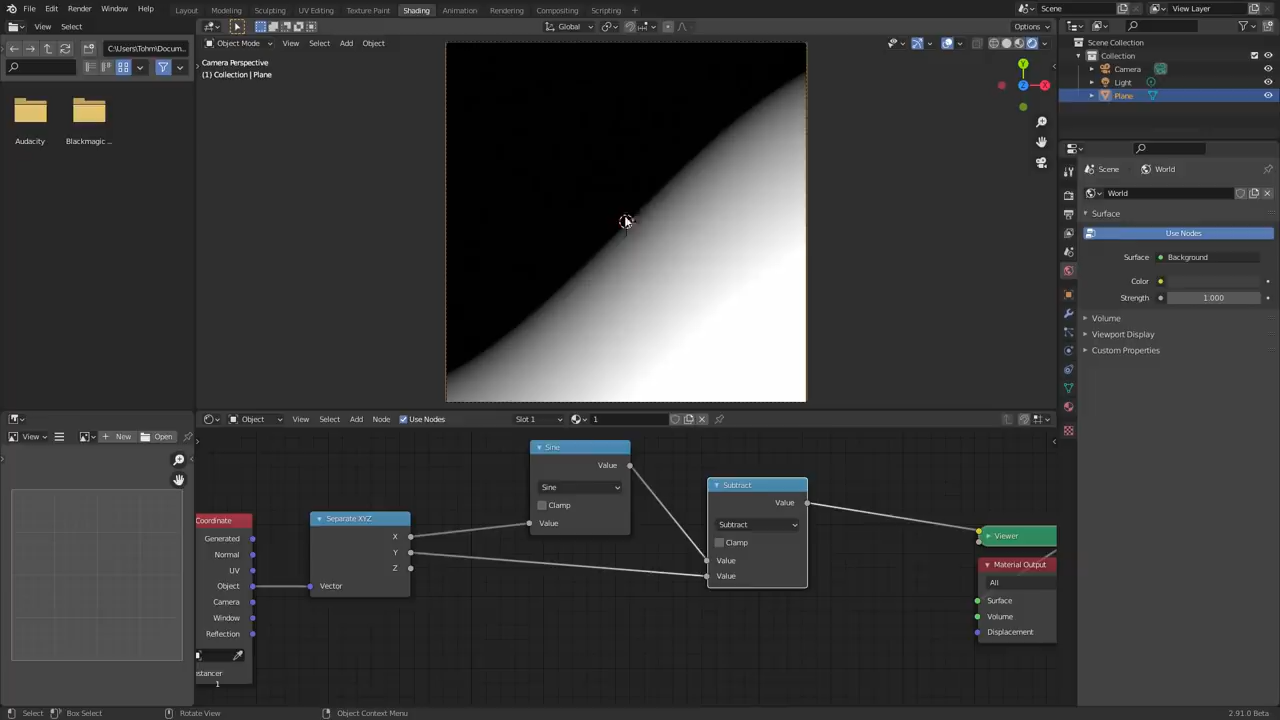 File Edit Render Window Help Layout Modeling Sculpting UV Editing Texture Paint Shading Animation Rendering Compositing Scripting + Scene View Layer
View Select Global Options
C:\Users\Tohm\Docum... Object Mode View Select Add Object Scene Collection
Collection
Camera Perspective
(1) Collection | Plane
Camera
Light
Plane
Y
Z X
Audacity Blackmagic ...
Scene World
World
Surface
Use Nodes
Surface Background
Color
Strength 1.000
Volume
Viewport Display
Custom Properties
Object View Select Add Node Use Nodes Slot 1 1
View New Open
Sine
Value
Sine
Clamp
Value
Subtract
Value
Subtract
Clamp
Value
Value
Coordinate
Generated
Normal
UV
Object
Camera
Window
Reflection
nstancer
1
Separate XYZ
X
Y
Z
Vector
Viewer
Material Output
All
Surface
Volume
Displacement
Select Box Select Rotate View Object Context Menu 2.91.0 Beta